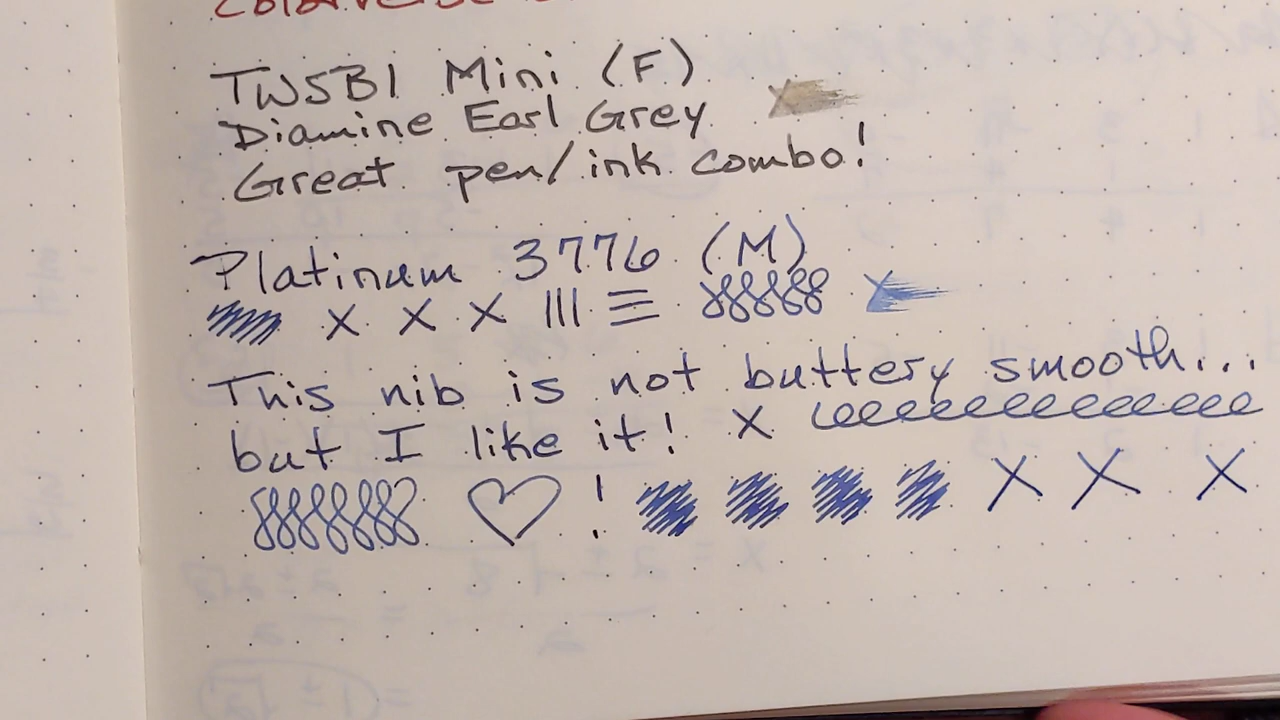 TWSBI Mini (F)
Diamine Earl Grey
Great pen/ink combo!
Platinum 3776 (M)
x x x
This nib is not buttery smooth...
but I like it! x
! x x x